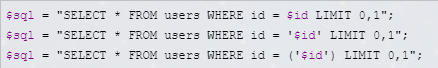 $sql = "SELECT * FROM users WHERE id = $id LIMIT 0,1";
$sql = "SELECT * FROM users WHERE id = '$id' LIMIT 0,1";
$sql = "SELECT * FROM users WHERE id = ('$id') LIMIT 0,1";